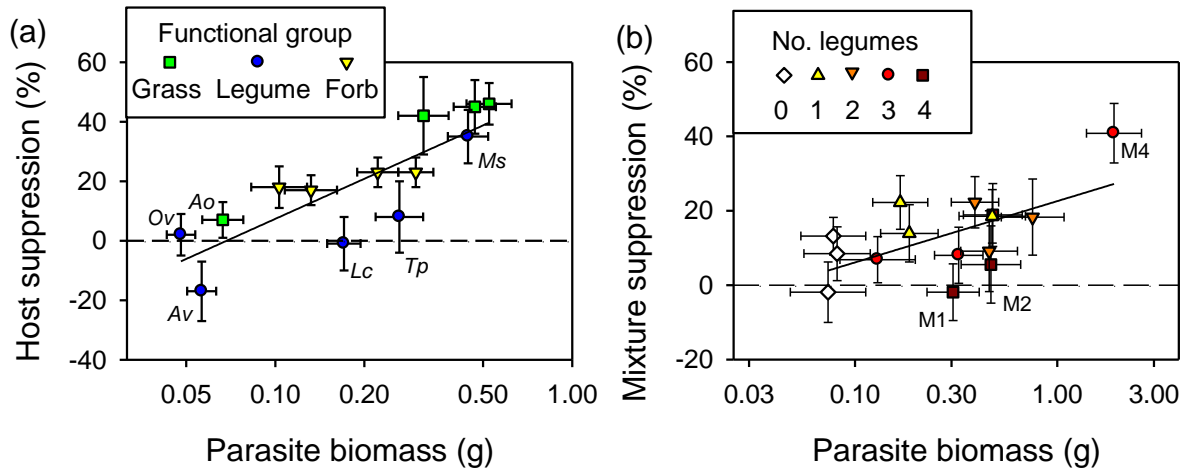 (a)
Functional group
Grass Legume Forb
Host suppression (%)
60
40
20
0
-20
-40
Ov
Ao
Av
Lc
Tp
Ms
0.05 0.10 0.20 0.50 1.00
Parasite biomass (g)
(b)
No. legumes
0 1 2 3 4
Mixture suppression (%)
60
40
20
0
-20
M4
M1
M2
0.03 0.10 0.30 1.00 3.00
Parasite biomass (g)